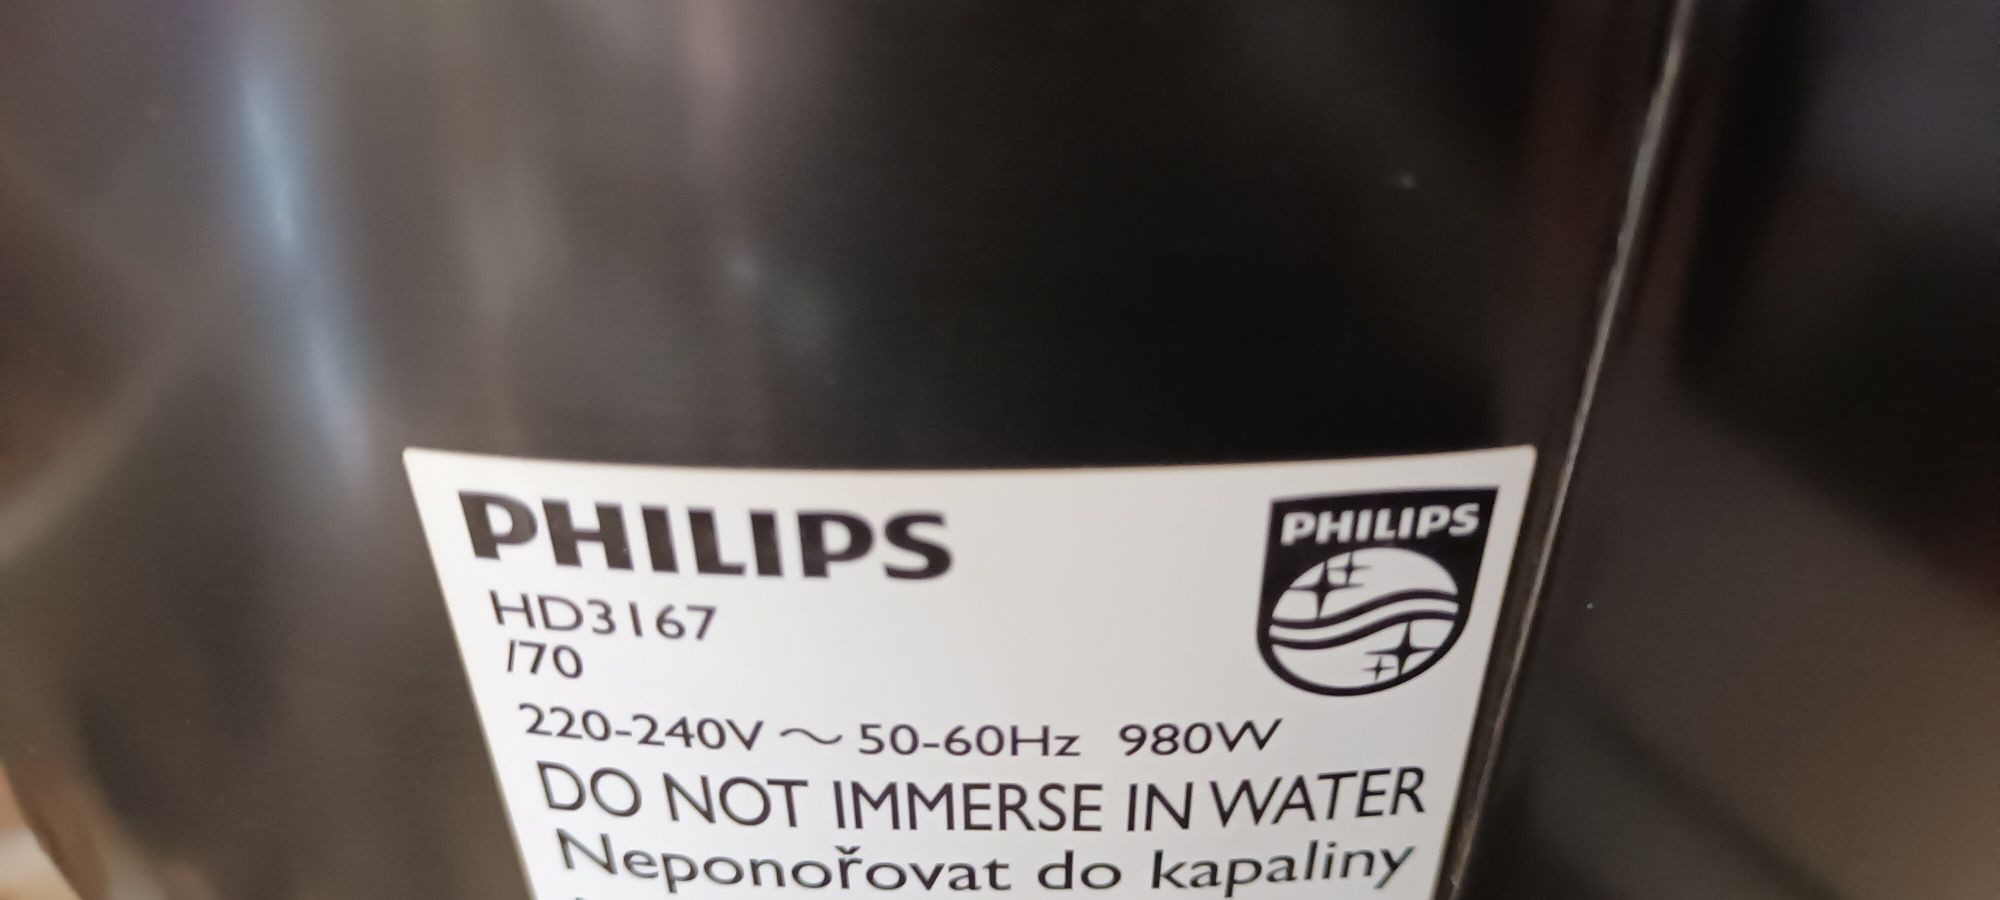 PHILIPS
PHILIPS
HD3167
/70
220-240V ~ 50-60Hz 980W
DO NOT IMMERSE IN WATER
Neponořovat do kapaliny